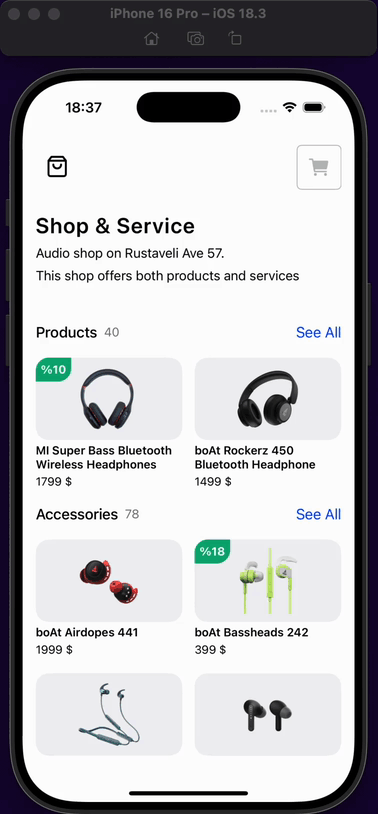 iPhone 16 Pro – iOS 18.3
18:37
Shop & Service
Audio shop on Rustaveli Ave 57.
This shop offers both products and services
Products 40 See All
%10
MI Super Bass Bluetooth Wireless Headphones
1799 $
boAt Rockerz 450 Bluetooth Headphone
1499 $
Accessories 78 See All
boAt Airdopes 441
1999 $
%18
boAt Bassheads 242
399 $